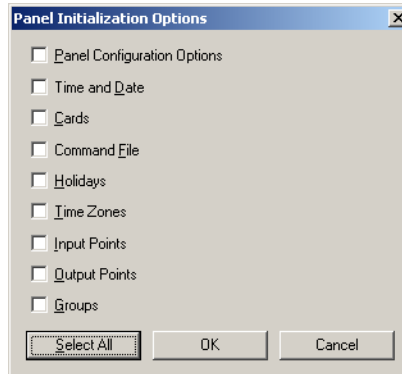 Panel Initialization Options
Panel Configuration Options
Time and Date
Cards
Command File
Holidays
Time Zones
Input Points
Output Points
Groups
Select All OK Cancel